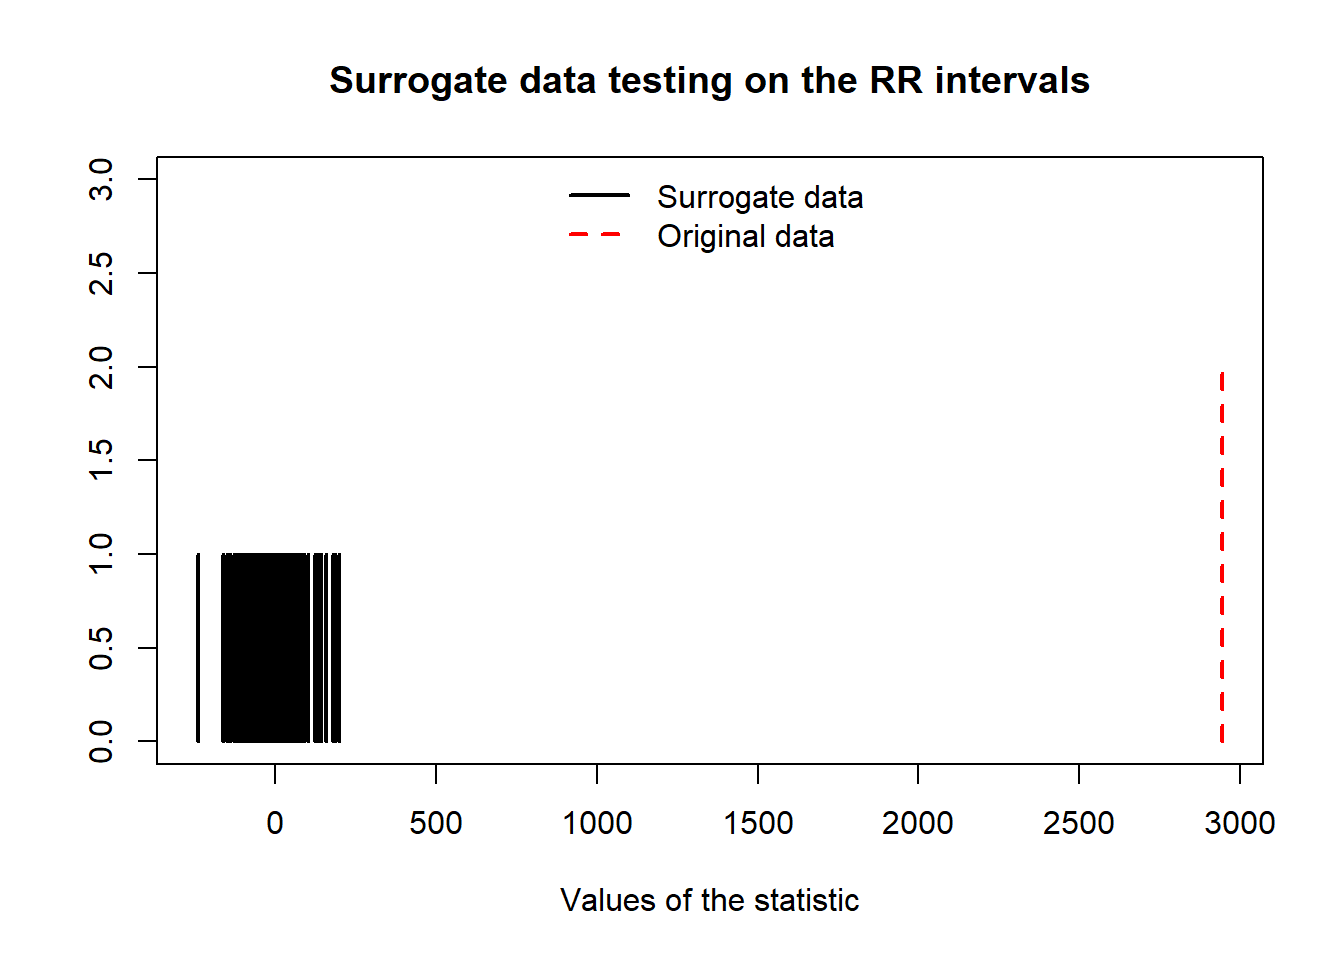 Surrogate data testing on the RR intervals
Surrogate data
Original data
3.0
2.5
2.0
1.5
1.0
0.5
0.0
0 500 1000 1500 2000 2500 3000
Values of the statistic